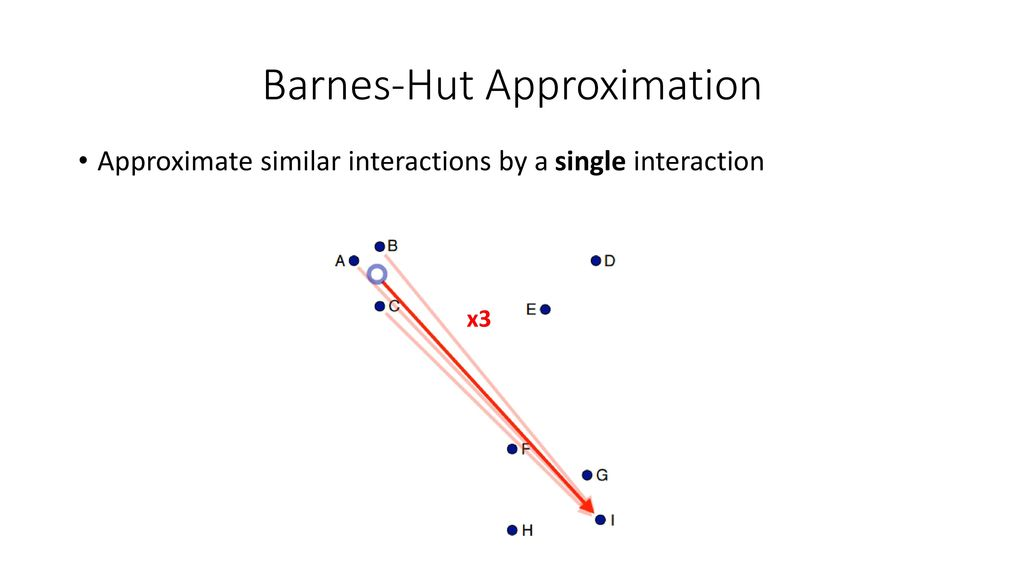 Barnes-Hut Approximation
• Approximate similar interactions by a single interaction
B
A
D
C
E
x3
F
G
I
H